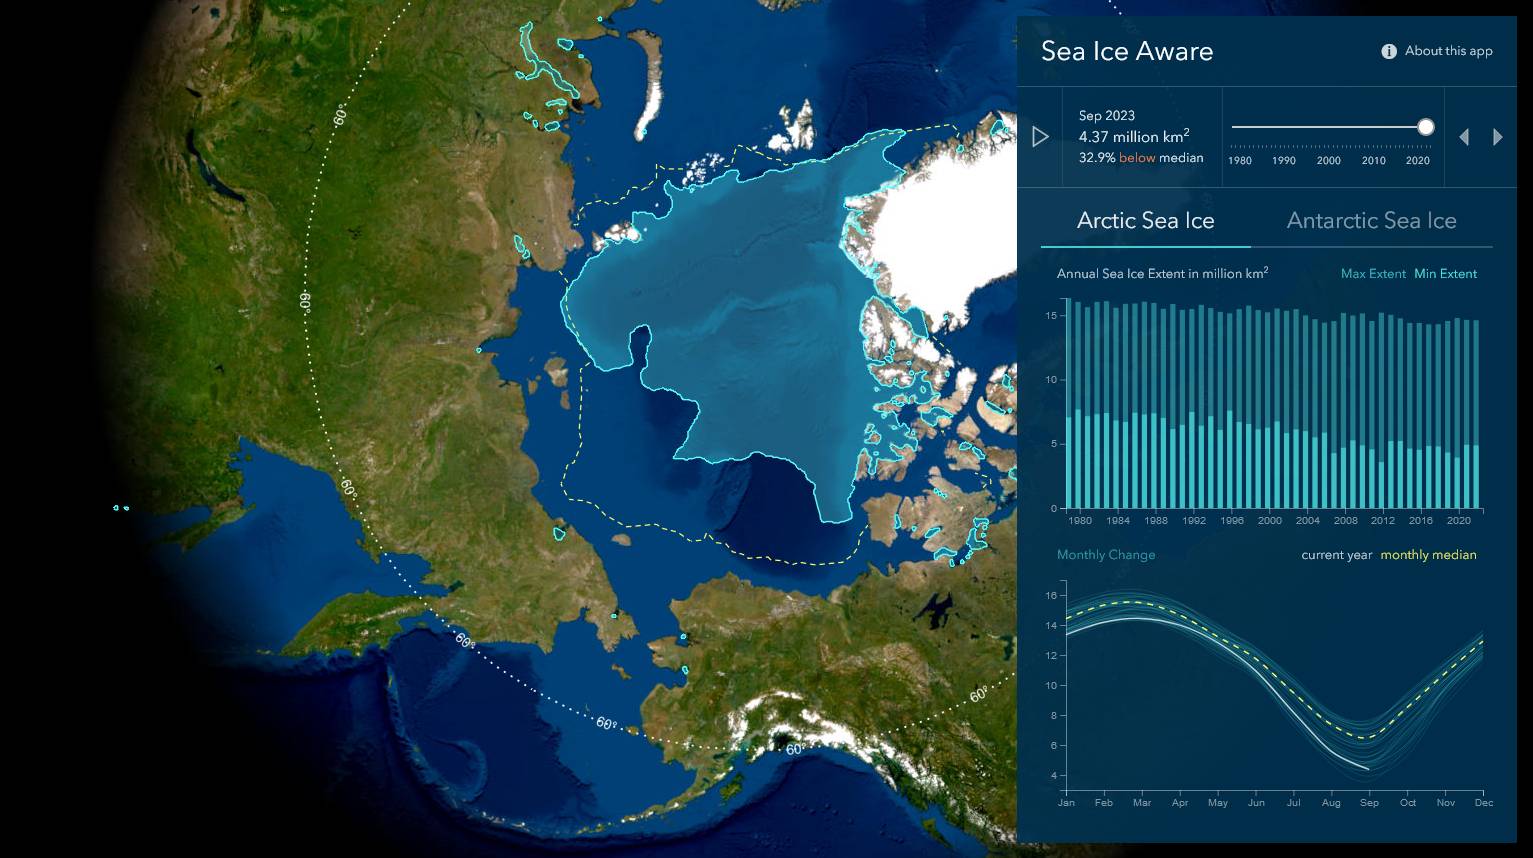 Sea Ice Aware
About this app
Sep 2023
4.37 million km²
32.9% below median
1980 1990 2000 2010 2020
Arctic Sea Ice
Antarctic Sea Ice
Annual Sea Ice Extent in million km²
Max Extent Min Extent
15
10
5
0
1980 1984 1988 1992 1996 2000 2004 2008 2012 2016 2020
Monthly Change
current year monthly median
16
14
12
10
8
6
4
Jan Feb Mar Apr May Jun Jul Aug Sep Oct Nov Dec
60°
60°
60°
60°
60°
60°
60°